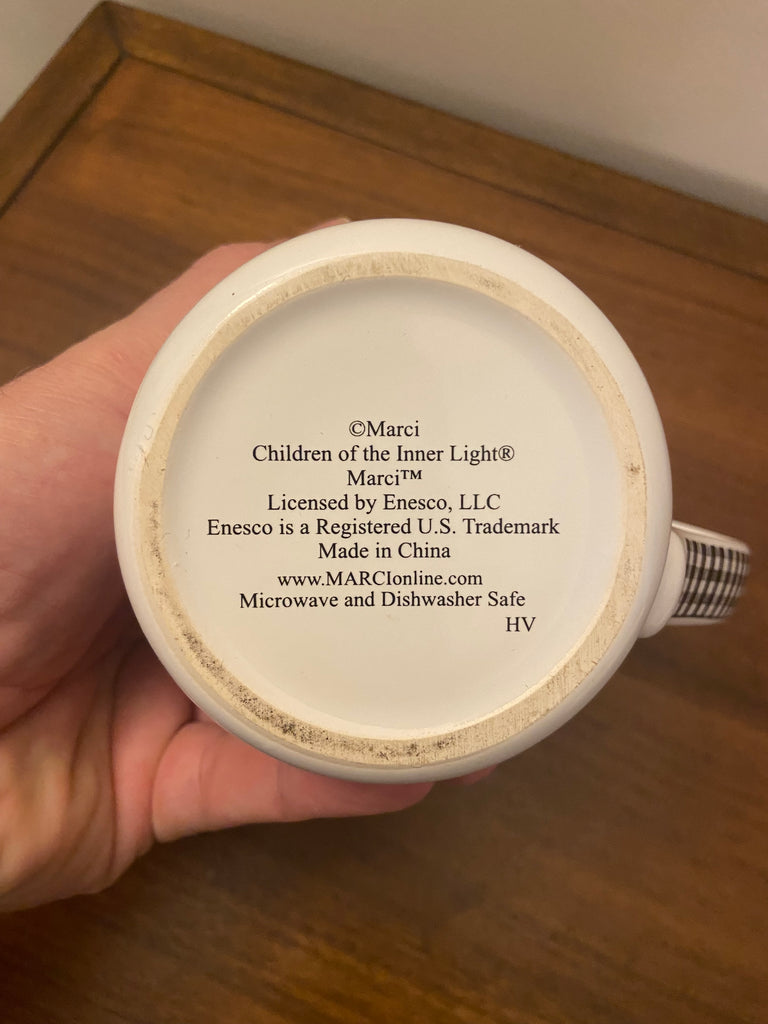 ©Marci
Children of the Inner Light®
Marci™
Licensed by Enesco, LLC
Enesco is a Registered U.S. Trademark
Made in China
www.MARCIonline.com
Microwave and Dishwasher Safe
HV